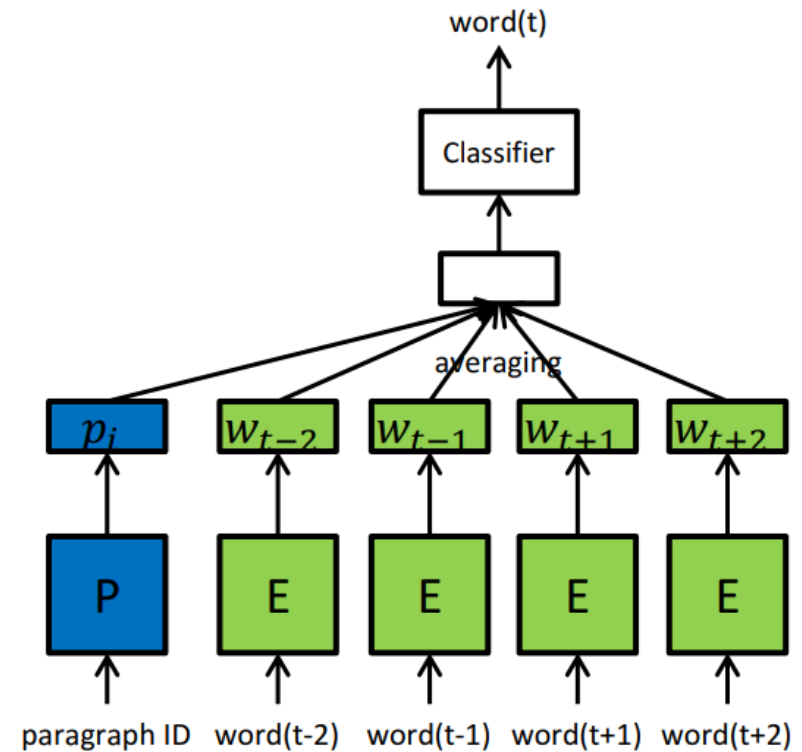 word(t)
Classifier
averaging
p_i w_{t−2} w_{t−1} w_{t+1} w_{t+2}
P E E E E
paragraph ID word(t-2) word(t-1) word(t+1) word(t+2)